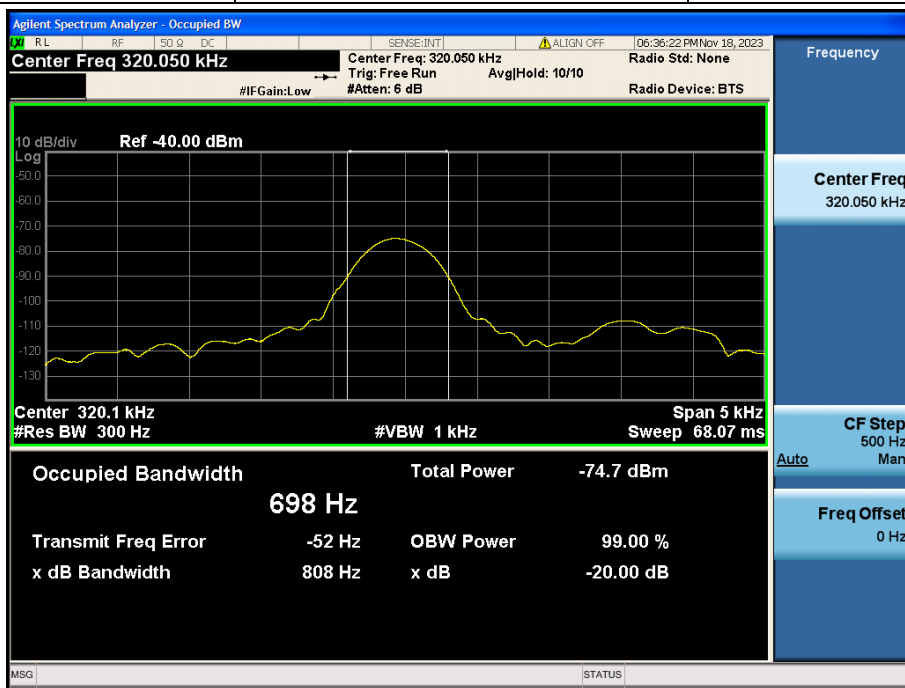 Agilent Spectrum Analyzer - Occupied BW
LXI RL RF 50 Ω DC SENSE:INT ALIGN OFF 06:36:22 PM Nov 18, 2023
Center Freq 320.050 kHz
Center Freq: 320.050 kHz Radio Std: None
Trig: Free Run Avg|Hold: 10/10
#IFGain:Low #Atten: 6 dB Radio Device: BTS
10 dB/div Ref -40.00 dBm
Log
-50.0
-60.0
-70.0
-80.0
-90.0
-100
-110
-120
-130
Center 320.1 kHz Span 5 kHz
#Res BW 300 Hz #VBW 1 kHz Sweep 68.07 ms
Occupied Bandwidth Total Power -74.7 dBm
698 Hz
Transmit Freq Error -52 Hz OBW Power 99.00 %
x dB Bandwidth 808 Hz x dB -20.00 dB
MSG STATUS
Frequency
Center Freq
320.050 kHz
CF Step
500 Hz
Auto Man
Freq Offset
0 Hz